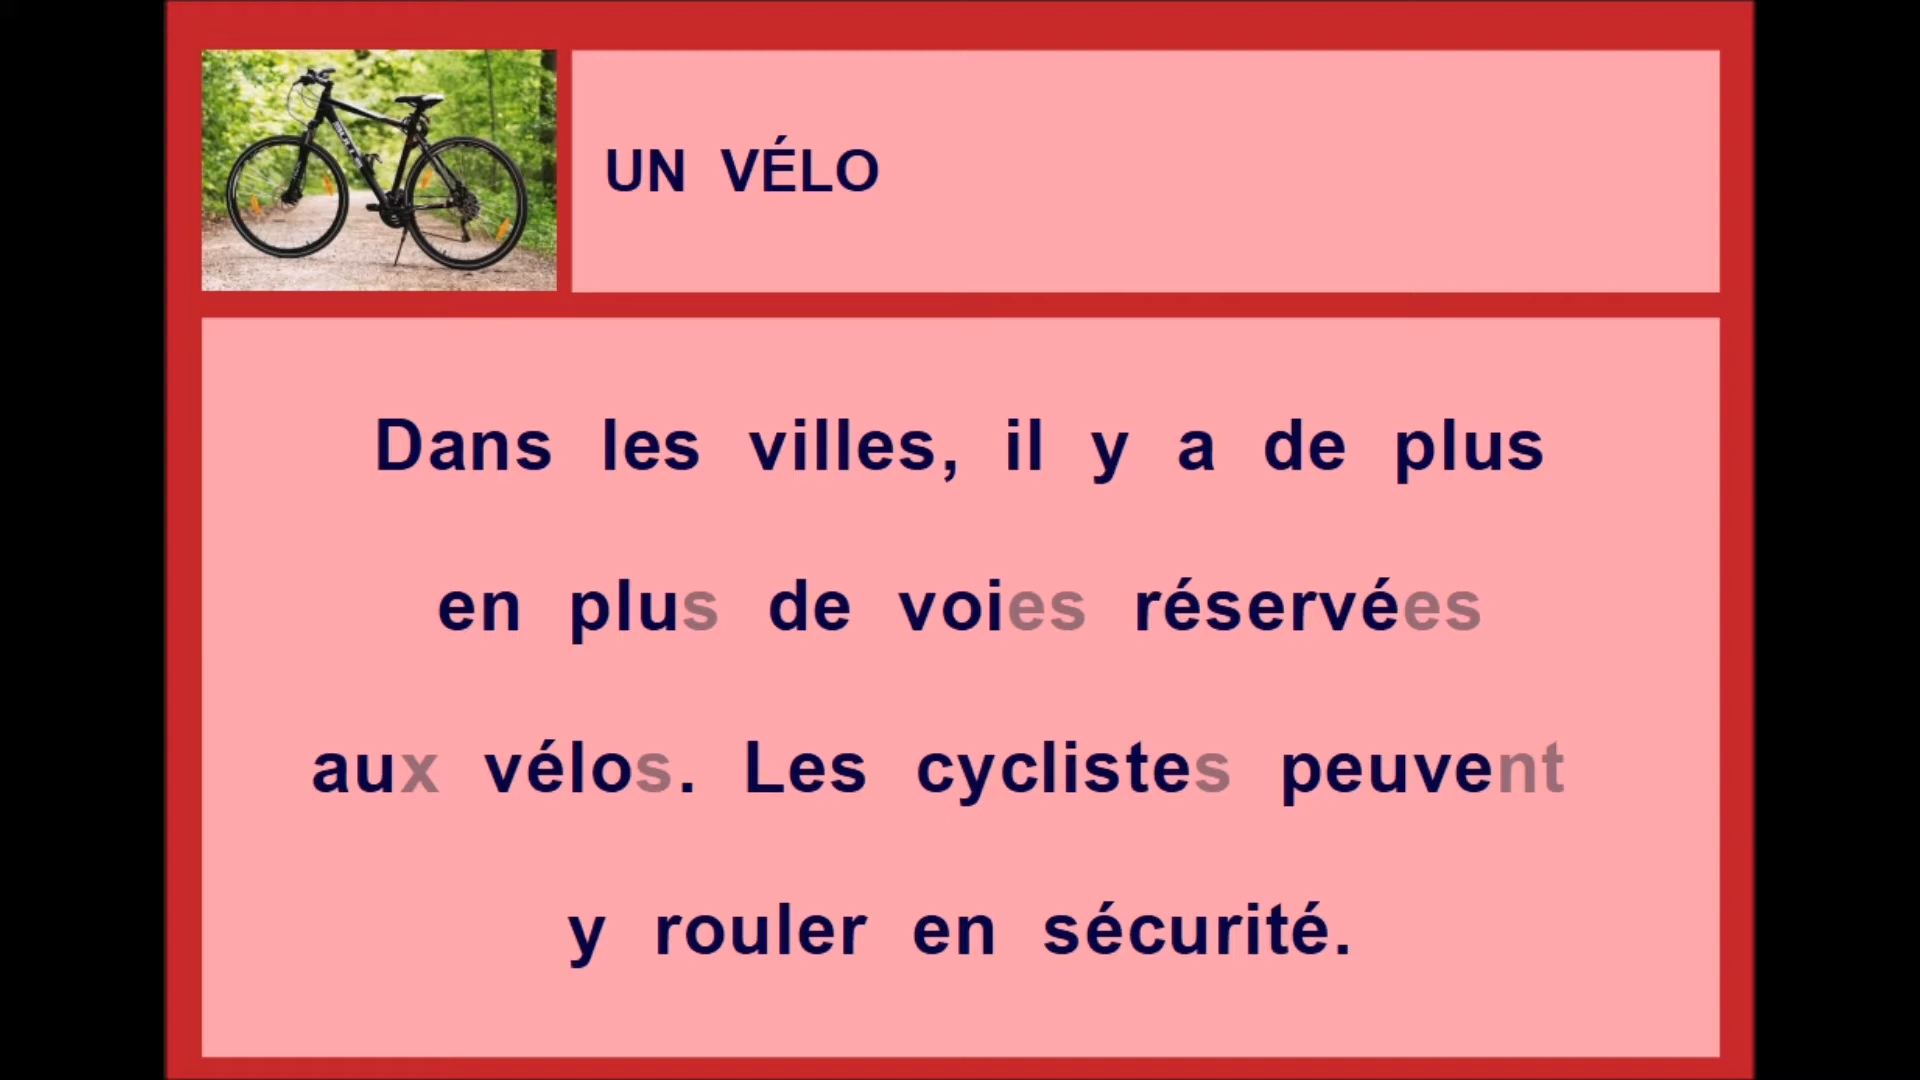 UN VÉLO
Dans les villes, il y a de plus
en plus de voies réservées
aux vélos. Les cyclistes peuvent
y rouler en sécurité.